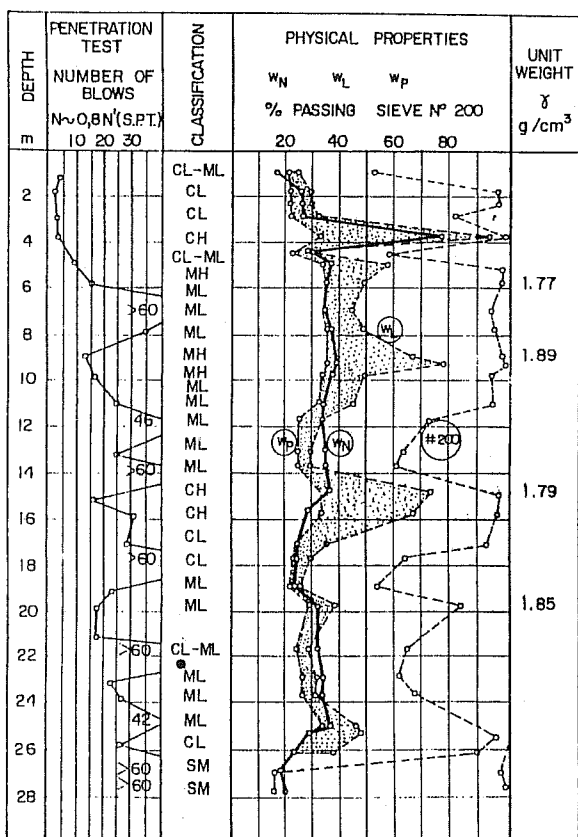 DEPTH
m
PENETRATION
TEST
NUMBER OF
BLOWS
N~0,8N'(S.P.T.)
10 30
CLASSIFICATION
PHYSICAL PROPERTIES
wN wL wP
% PASSING SIEVE Nº 200
20 40 60 80
UNIT
WEIGHT
γ
g/cm³
CL-ML
2 CL
CL
4 CH
CL-ML
MH
6 ML 1.77
>60 ML
8 ML wL
MH 1.89
MH
10 ML
ML
46 ML #200
12
ML wP wN
14 >60 ML
CH 1.79
16 CH
CL
18 >60 CL
ML
20 ML 1.85
22 >60 CL-ML
ML
24 ML
42 ML
26 CL
>60 SM
28 >60 SM